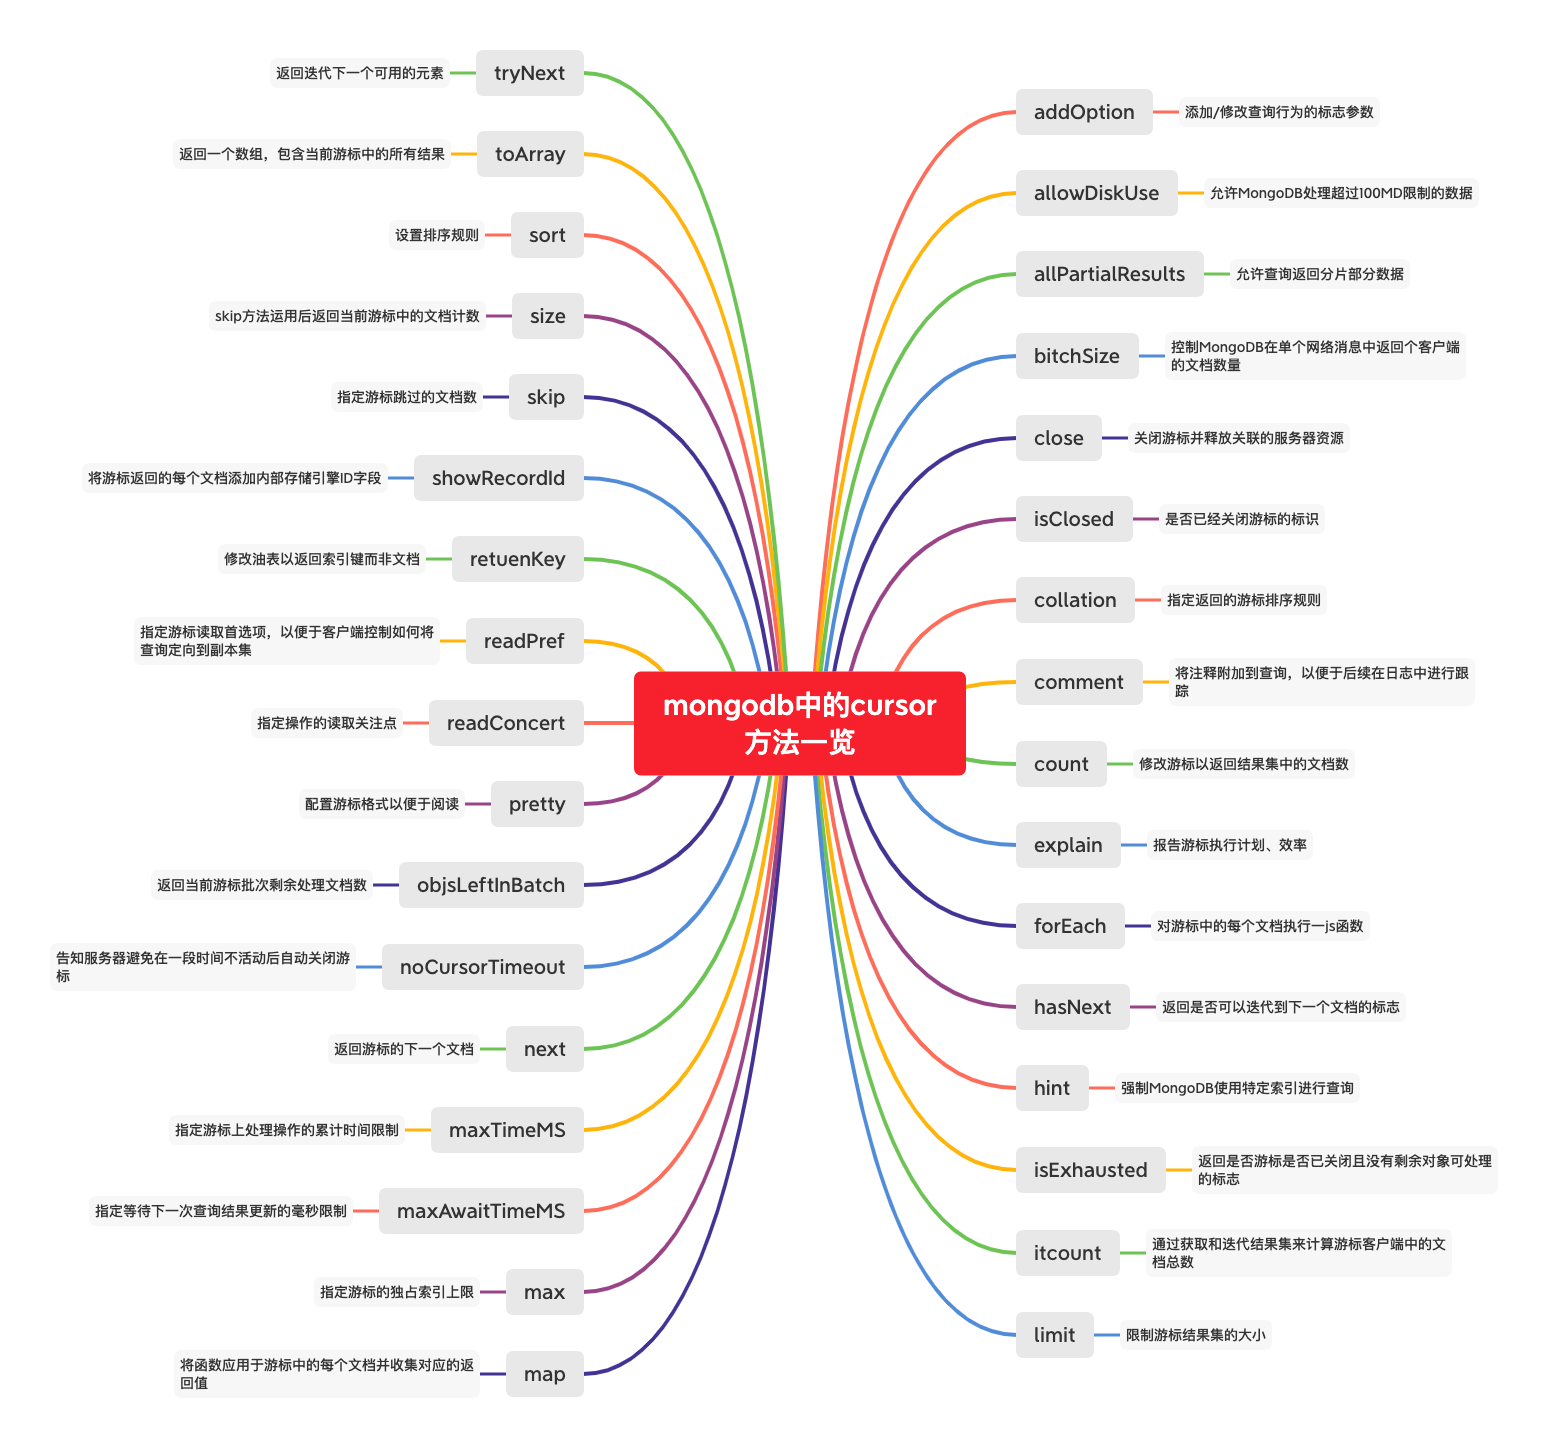 mongodb中的cursor
方法一览
addOption
添加/修改查询行为的标志参数
allowDiskUse
允许MongoDB处理超过100MD限制的数据
allPartialResults
允许查询返回分片部分数据
bitchSize
控制MongoDB在单个网络消息中返回个客户端
的文档数量
close
关闭游标并释放关联的服务器资源
isClosed
是否已经关闭游标的标识
collation
指定返回的游标排序规则
comment
将注释附加到查询，以便于后续在日志中进行跟
踪
count
修改游标以返回结果集中的文档数
explain
报告游标执行计划、效率
forEach
对游标中的每个文档执行一js函数
hasNext
返回是否可以迭代到下一个文档的标志
hint
强制MongoDB使用特定索引进行查询
isExhausted
返回是否游标是否已关闭且没有剩余对象可处理
的标志
itcount
通过获取和迭代结果集来计算游标客户端中的文
档总数
limit
限制游标结果集的大小
tryNext
返回迭代下一个可用的元素
toArray
返回一个数组，包含当前游标中的所有结果
sort
设置排序规则
size
skip方法运用后返回当前游标中的文档计数
skip
指定游标跳过的文档数
showRecordId
将游标返回的每个文档添加内部存储引擎ID字段
retuenKey
修改油表以返回索引键而非文档
readPref
指定游标读取首选项，以便于客户端控制如何将
查询定向到副本集
readConcert
指定操作的读取关注点
pretty
配置游标格式以便于阅读
objsLeftInBatch
返回当前游标批次剩余处理文档数
noCursorTimeout
告知服务器避免在一段时间不活动后自动关闭游
标
next
返回游标的下一个文档
maxTimeMS
指定游标上处理操作的累计时间限制
maxAwaitTimeMS
指定等待下一次查询结果更新的毫秒限制
max
指定游标的独占索引上限
map
将函数应用于游标中的每个文档并收集对应的返
回值